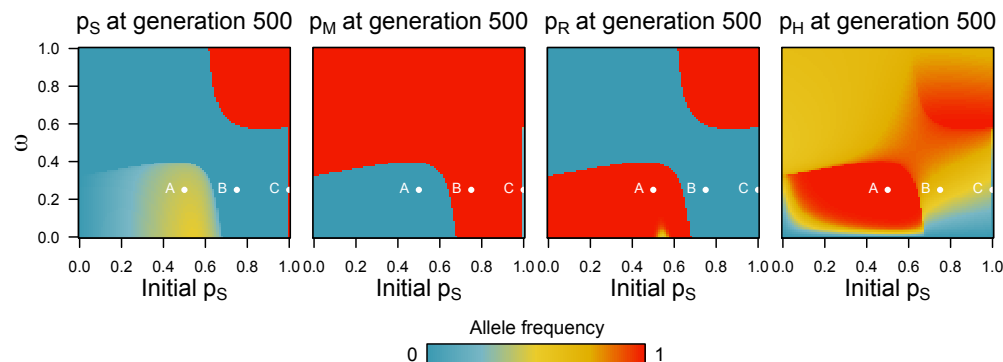 pS at generation 500 pM at generation 500 pR at generation 500 pH at generation 500
ω
1.0
0.8
0.6
0.4
0.2
0.0
A B C A B C A B C A B C
0.0 0.2 0.4 0.6 0.8 1.0 0.0 0.2 0.4 0.6 0.8 1.0 0.0 0.2 0.4 0.6 0.8 1.0 0.0 0.2 0.4 0.6 0.8 1.0
Initial pS Initial pS Initial pS Initial pS
Allele frequency
0 1